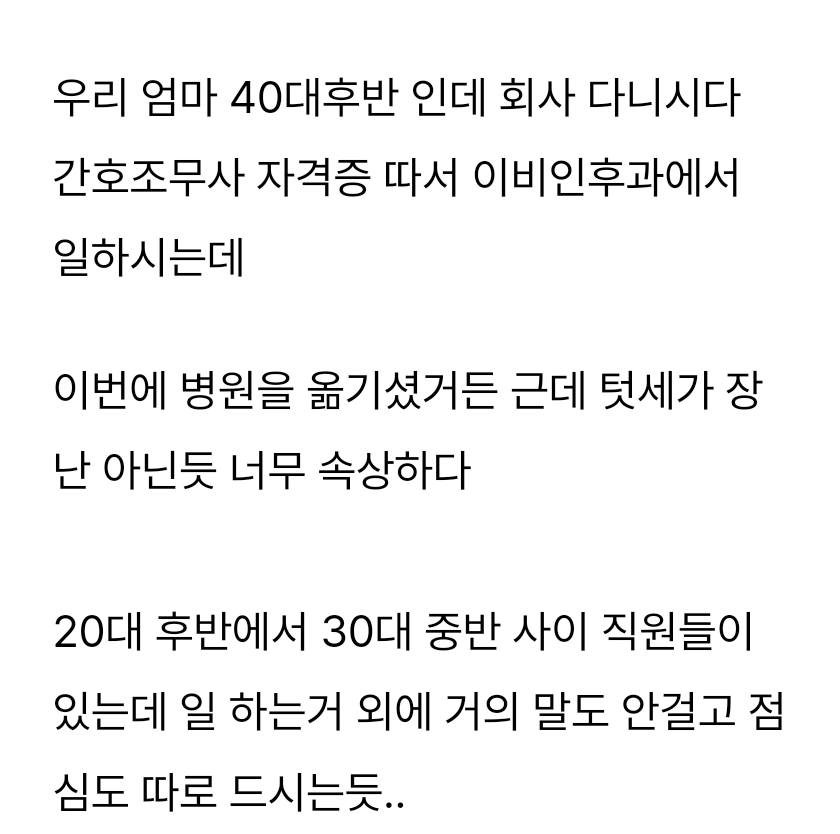 우리 엄마 40대후반 인데 회사 다니시다
간호조무사 자격증 따서 이비인후과에서
일하시는데
이번에 병원을 옮기셨거든 근데 텃세가 장
난 아닌듯 너무 속상하다
20대 후반에서 30대 중반 사이 직원들이
있는데 일 하는거 외에 거의 말도 안걸고 점
심도 따로 드시는듯..